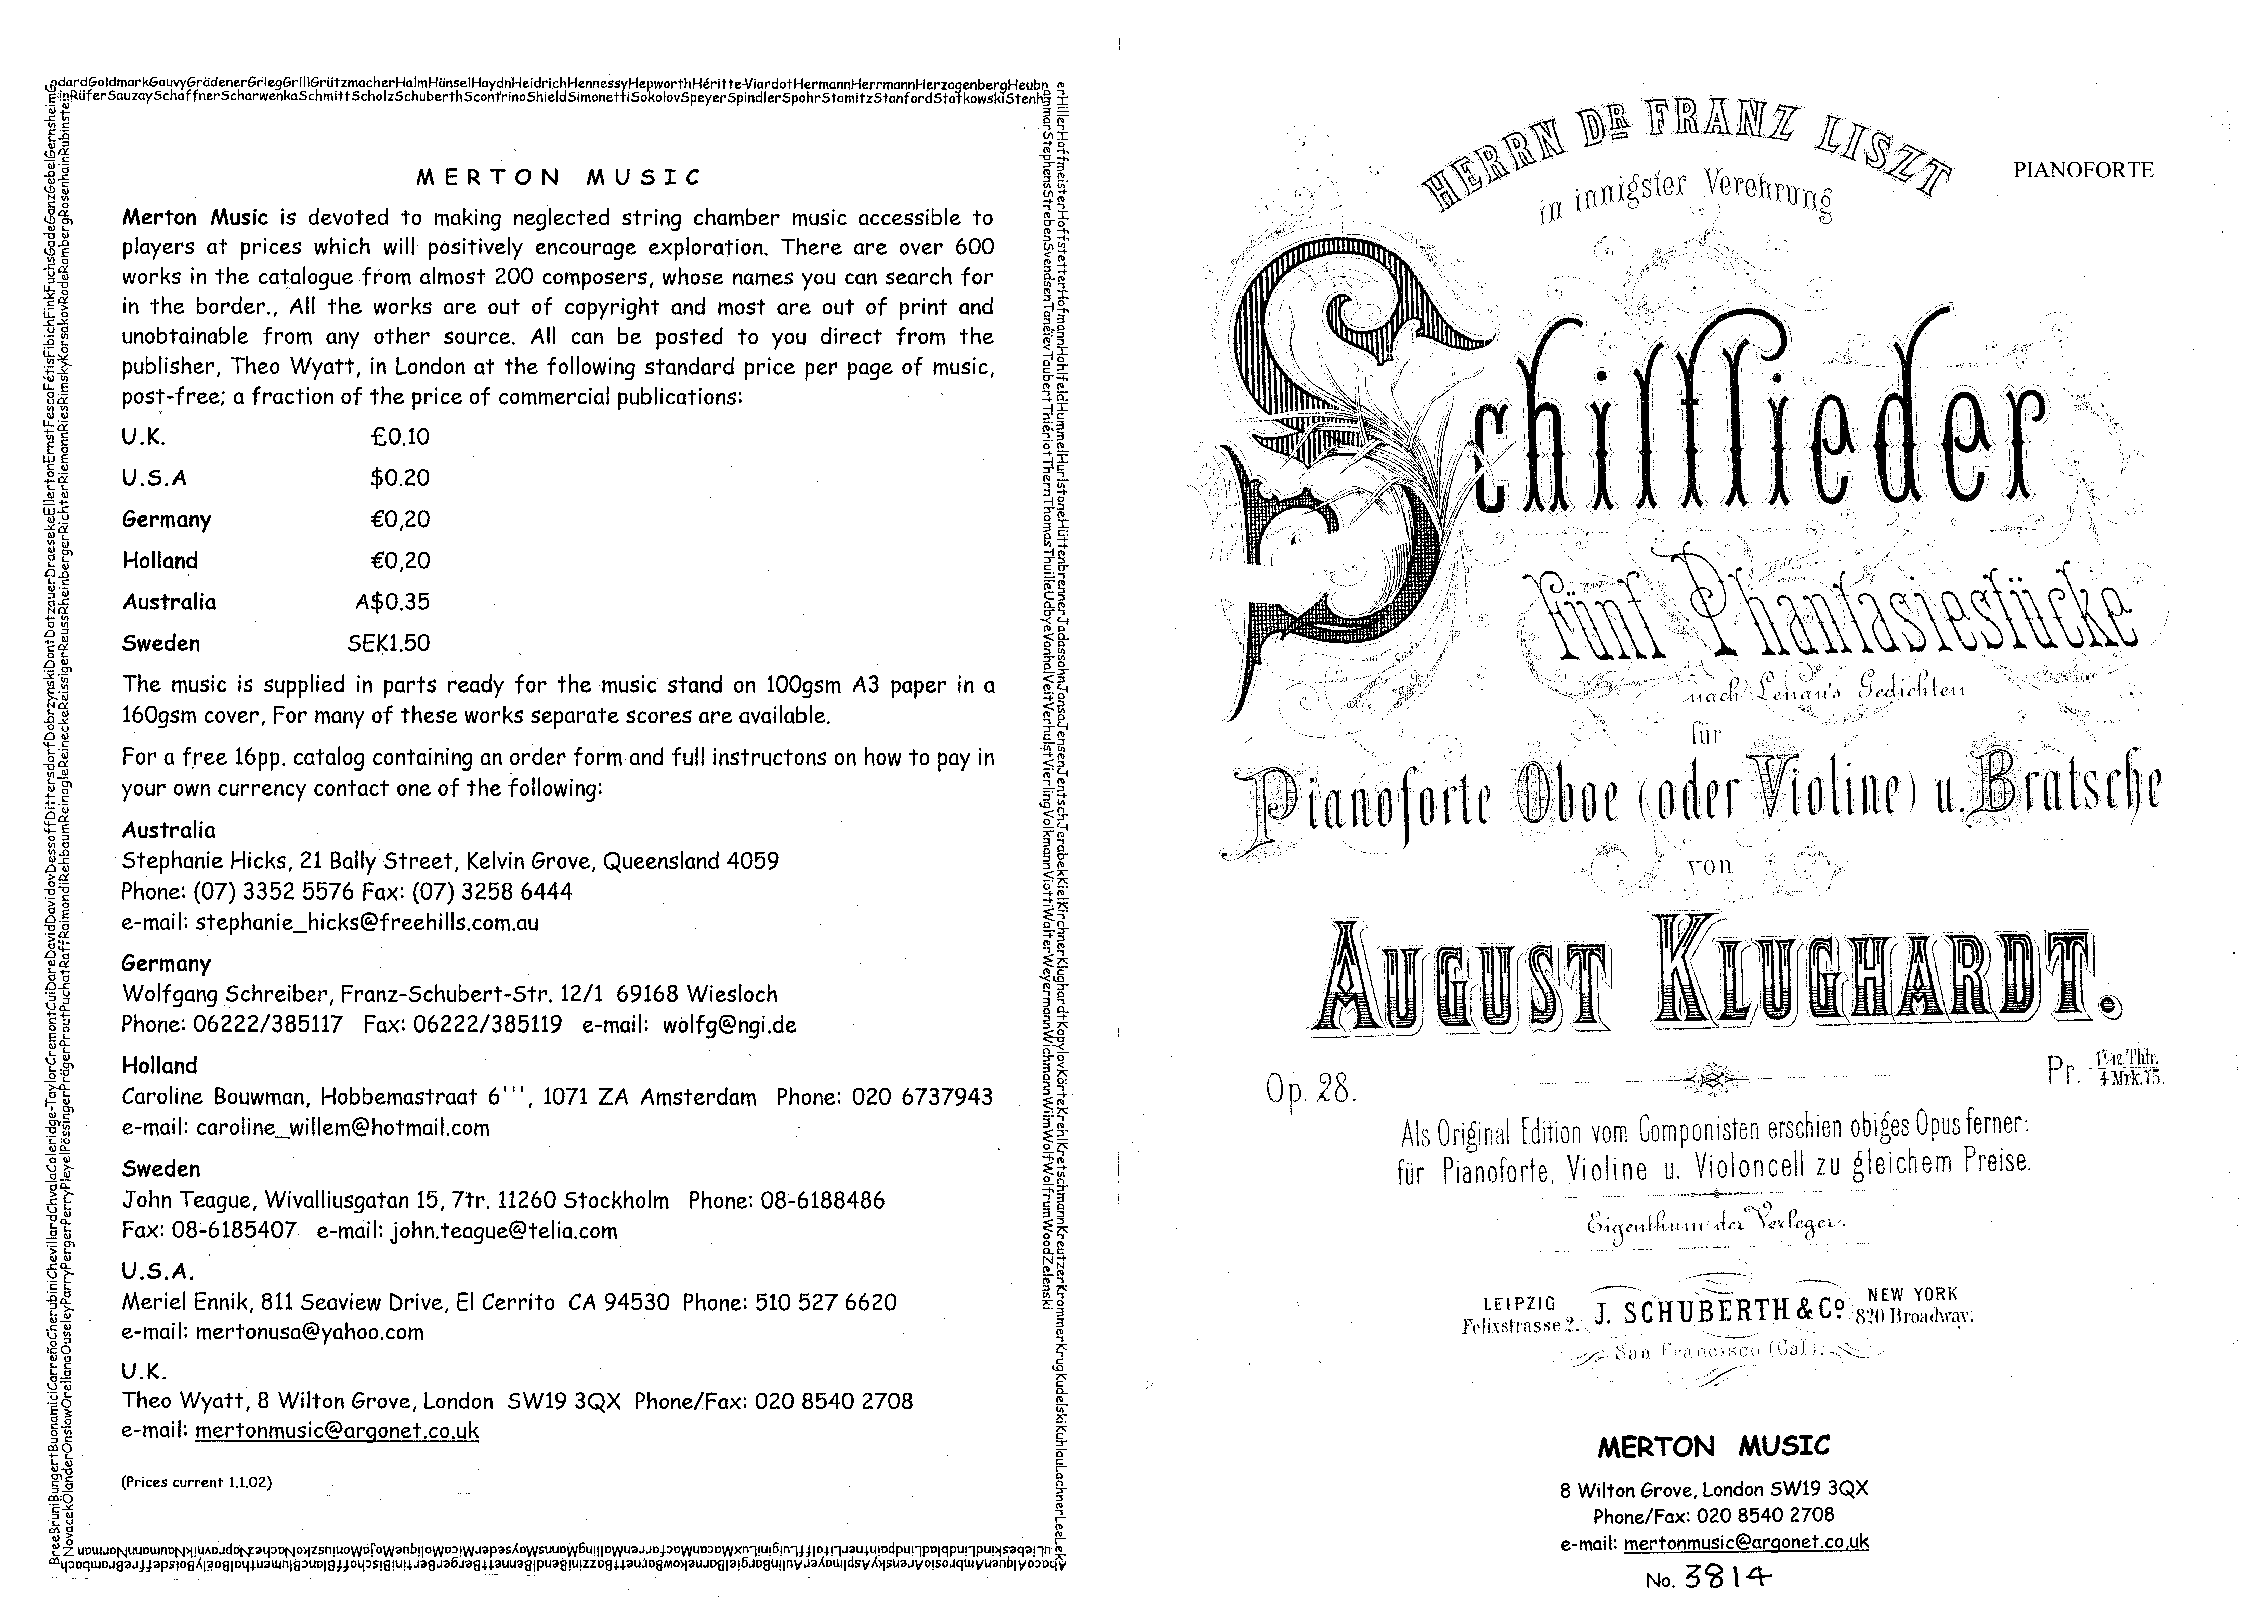 MERTON MUSIC
Merton Music is devoted to making neglected string chamber music accessible to
players at prices which will positively encourage exploration. There are over 600
works in the catalogue from almost 200 composers, whose names you can search for
in the border., All the works are out of copyright and most are out of print and
unobtainable from any other source. All can be posted to you direct from the
publisher, Theo Wyatt, in London at the following standard price per page of music,
post-free; a fraction of the price of commercial publications:
U.K. £0.10
U.S.A $0.20
Germany €0,20
Holland €0,20
Australia A$0.35
Sweden SEK1.50
The music is supplied in parts ready for the music stand on 100gsm A3 paper in a
160gsm cover, For many of these works separate scores are available.
For a free 16pp. catalog containing an order form and full instructons on how to pay in
your own currency contact one of the following:
Australia
Stephanie Hicks, 21 Bally Street, Kelvin Grove, Queensland 4059
Phone: (07) 3352 5576 Fax: (07) 3258 6444
e-mail: stephanie_hicks@freehills.com.au
Germany
Wolfgang Schreiber, Franz-Schubert-Str. 12/1 69168 Wiesloch
Phone: 06222/385117 Fax: 06222/385119 e-mail: wolfg@ngi.de
Holland
Caroline Bouwman, Hobbemastraat 6''', 1071 ZA Amsterdam Phone: 020 6737943
e-mail: caroline_willem@hotmail.com
Sweden
John Teague, Wivalliusgatan 15, 7tr. 11260 Stockholm Phone: 08-6188486
Fax: 08-6185407 e-mail: john.teague@telia.com
U.S.A.
Meriel Ennik, 811 Seaview Drive, El Cerrito CA 94530 Phone: 510 527 6620
e-mail: mertonusa@yahoo.com
U.K.
Theo Wyatt, 8 Wilton Grove, London SW19 3QX Phone/Fax: 020 8540 2708
e-mail: mertonmusic@argonet.co.uk
(Prices current 1.1.02)
HERRN DR FRANZ LISZT
in innigster Verehrung
PIANOFORTE
Schilflieder
Fünf Phantasiestücke
nach Lenau's Gedichten
für
Pianoforte Oboe (oder Violine) u. Bratsche
von
AUGUST KLUGHARDT.
Op. 28.
Pr.
4 Mrk. 75.
Als Original Edition vom Componisten erschien obiges Opus ferner:
für Pianoforte, Violine u. Violoncell zu gleichem Preise.
Eigenthum der Verleger.
LEIPZIG
Felixstrasse 2.
J. SCHUBERTH & Co.
NEW YORK
820 Broadway.
San Francisco (Cal).
MERTON MUSIC
8 Wilton Grove, London SW19 3QX
Phone/Fax: 020 8540 2708
e-mail: mertonmusic@argonet.co.uk
No. 3814